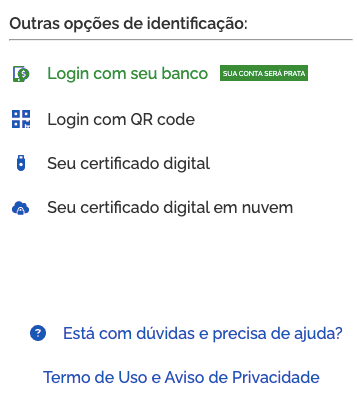 Outras opções de identificação:
Login com seu banco SUA CONTA SERÁ PRATA
Login com QR code
Seu certificado digital
Seu certificado digital em nuvem
Está com dúvidas e precisa de ajuda?
Termo de Uso e Aviso de Privacidade